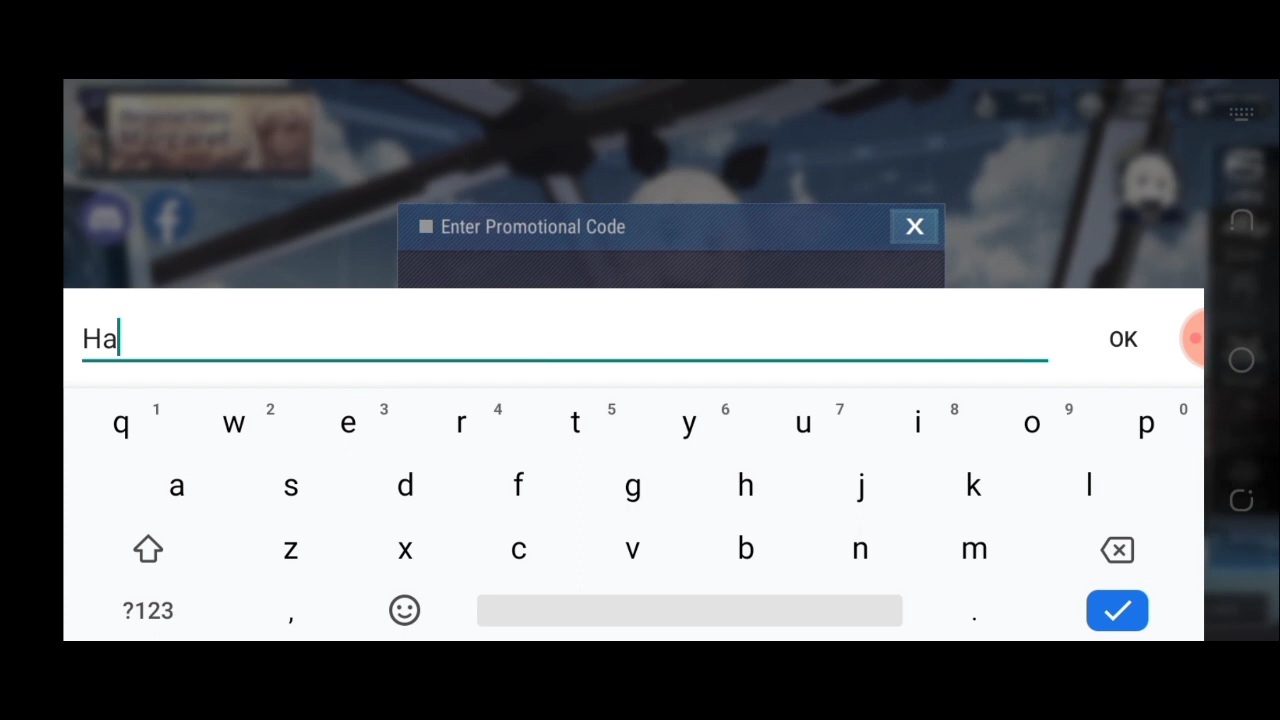 Enter Promotional Code X
Ha
OK
q 1 w 2 e 3 r 4 t 5 y 6 u 7 i 8 o 9 p 0
a s d f g h j k l
z x c v b n m
?123 , .